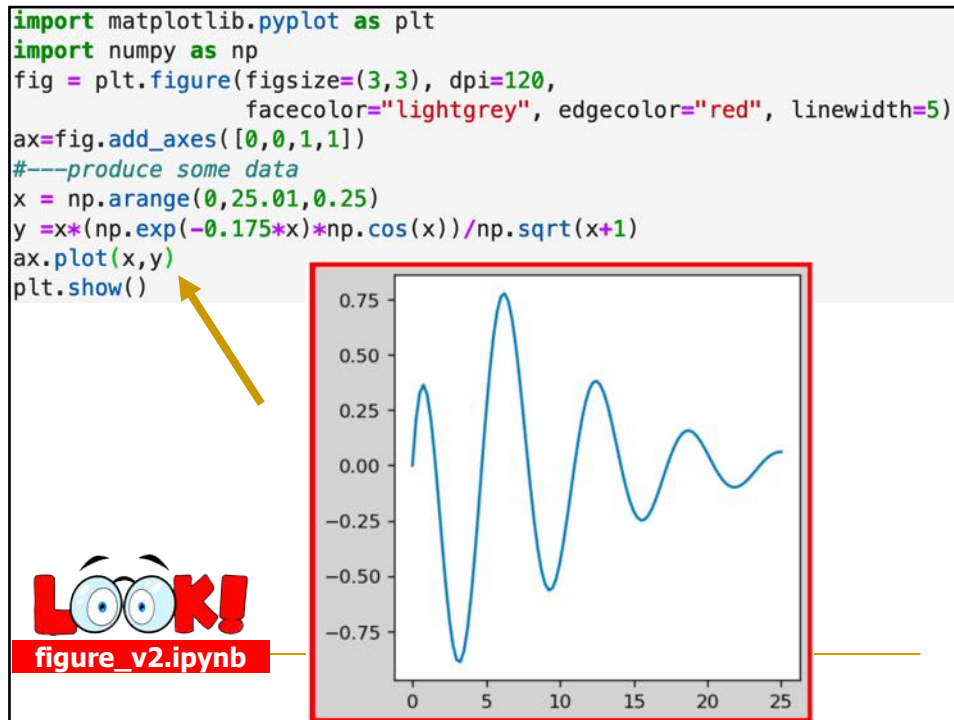 import matplotlib.pyplot as plt
import numpy as np
fig = plt.figure(figsize=(3,3), dpi=120,
facecolor="lightgrey", edgecolor="red", linewidth=5)
ax=fig.add_axes([0,0,1,1])
#---produce some data
x = np.arange(0,25.01,0.25)
y =x*(np.exp(-0.175*x)*np.cos(x))/np.sqrt(x+1)
ax.plot(x,y)
plt.show()
0.75
0.50
0.25
0.00
−0.25
−0.50
−0.75
0 5 10 15 20 25
LOOK!
figure_v2.ipynb